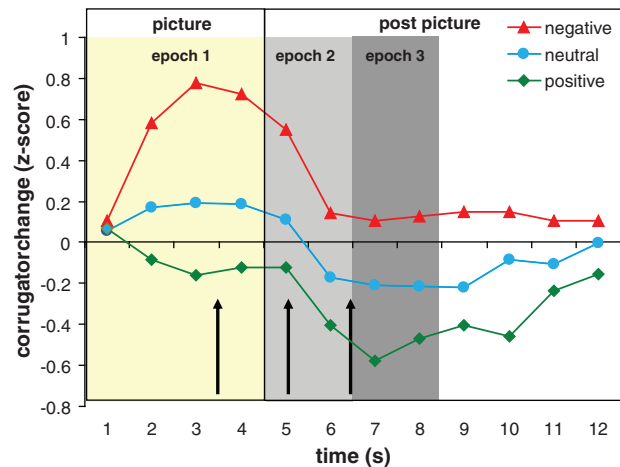 picture post picture
epoch 1 epoch 2 epoch 3
negative
neutral
positive
corrugatorchange (z-score)
1
0.8
0.6
0.4
0.2
0
-0.2
-0.4
-0.6
-0.8
1 2 3 4 5 6 7 8 9 10 11 12
time (s)